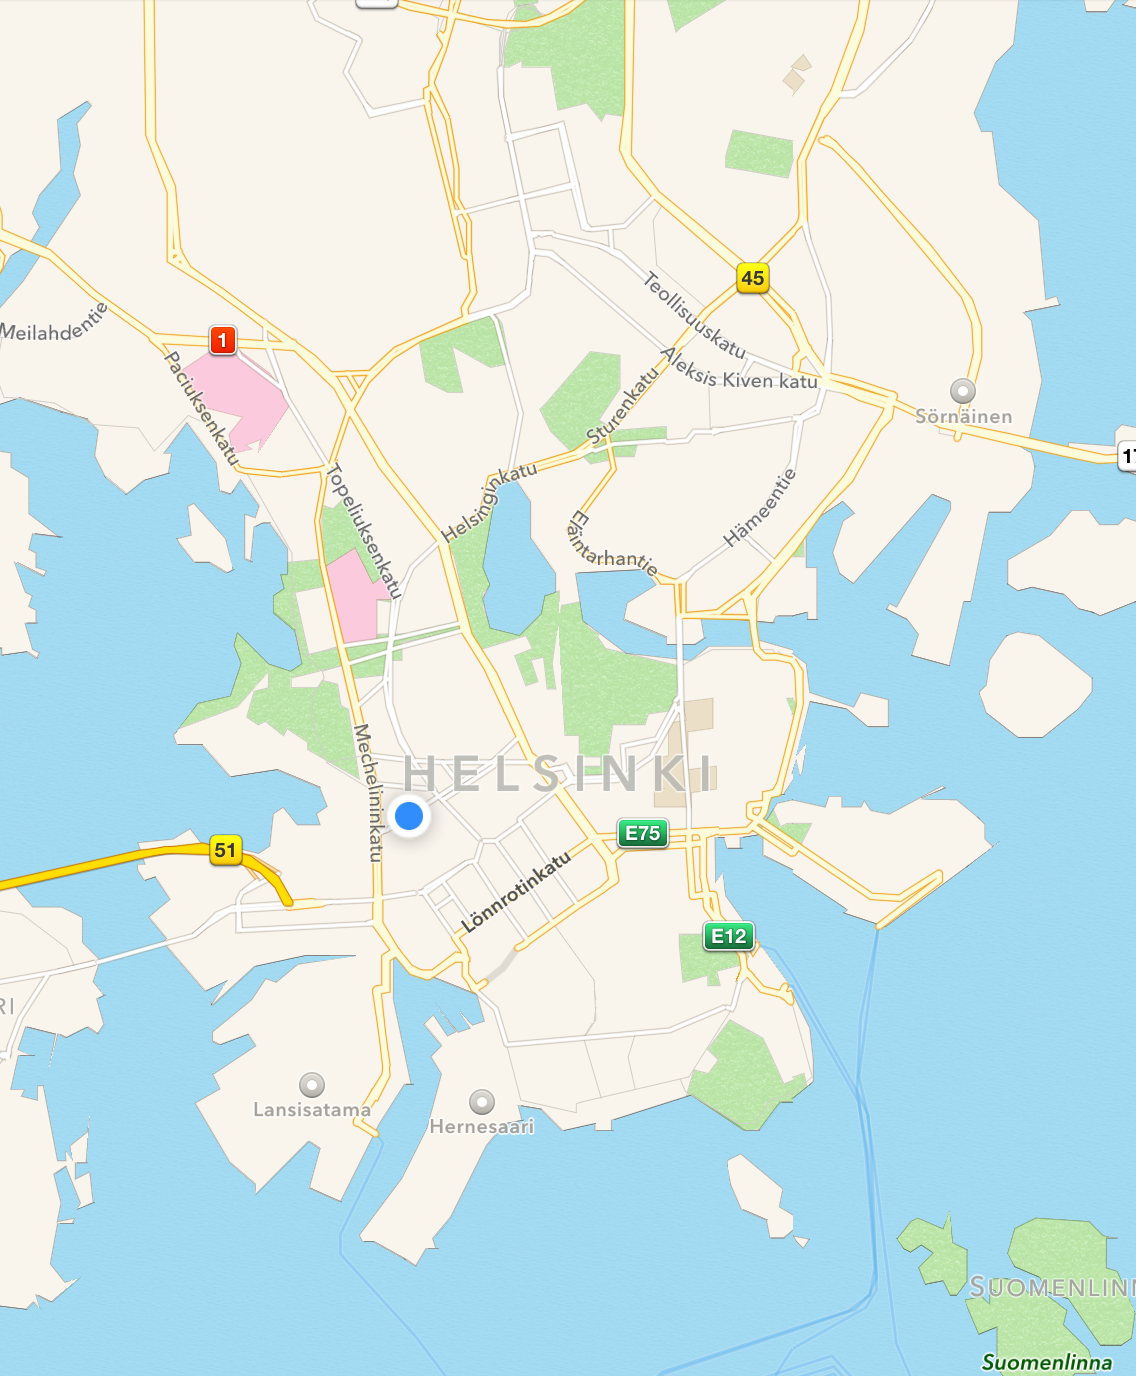 45
Teollisuuskatu
Meilahdentie
1
Aleksis Kiven katu
Paciuksenkatu
Sturenkatu
Sörnäinen
17
Helsinginkatu
Topeliuksenkatu
Hämeentie
Eläintarhantie
Mechelininkatu
HELSINKI
51
E75
Lönnrotinkatu
E12
RI
Lansisatama
Hernesaari
SUOMENLINN
Suomenlinna